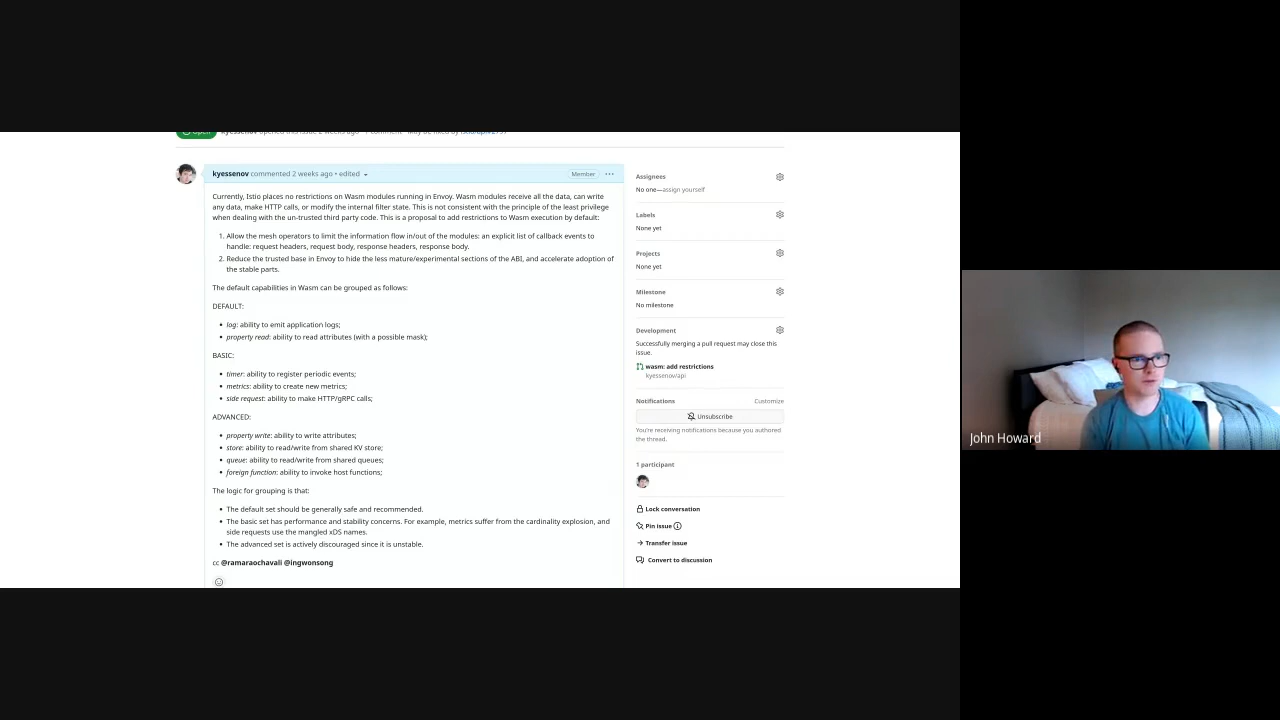 kyessenov opened this issue 2 weeks ago · 1 comment · May be fixed by
kyessenov commented 2 weeks ago • edited
Member
Currently, Istio places no restrictions on Wasm modules running in Envoy. Wasm modules receive all the data, can write
any data, make HTTP calls, or modify the internal filter state. This is not consistent with the principle of the least privilege
when dealing with the un-trusted third party code. This is a proposal to add restrictions to Wasm execution by default:
1. Allow the mesh operators to limit the information flow in/out of the modules: an explicit list of callback events to
handle: request headers, request body, response headers, response body.
2. Reduce the trusted base in Envoy to hide the less mature/experimental sections of the ABI, and accelerate adoption of
the stable parts.
The default capabilities in Wasm can be grouped as follows:
DEFAULT:
• log: ability to emit application logs;
• property read: ability to read attributes (with a possible mask);
BASIC:
• timer: ability to register periodic events;
• metrics: ability to create new metrics;
• side request: ability to make HTTP/gRPC calls;
ADVANCED:
• property write: ability to write attributes;
• store: ability to read/write from shared KV store;
• queue: ability to read/write from shared queues;
• foreign function: ability to invoke host functions;
The logic for grouping is that:
• The default set should be generally safe and recommended.
• The basic set has performance and stability concerns. For example, metrics suffer from the cardinality explosion, and
side requests use the mangled xDS names.
• The advanced set is actively discouraged since it is unstable.
cc @ramaraochavali @ingwonsong
Assignees
No one—assign yourself
Labels
None yet
Projects
None yet
Milestone
No milestone
Development
Successfully merging a pull request may close this
issue.
wasm: add restrictions
kyessenov/api
Notifications
Customize
Unsubscribe
You're receiving notifications because you authored
the thread.
1 participant
Lock conversation
Pin issue
Transfer issue
Convert to discussion
John Howard